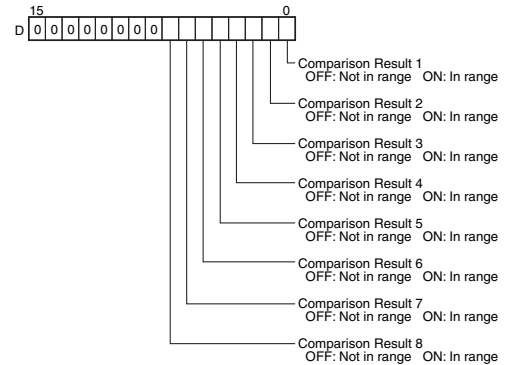 15 0
D 0 0 0 0 0 0 0 0
Comparison Result 1
OFF: Not in range ON: In range
Comparison Result 2
OFF: Not in range ON: In range
Comparison Result 3
OFF: Not in range ON: In range
Comparison Result 4
OFF: Not in range ON: In range
Comparison Result 5
OFF: Not in range ON: In range
Comparison Result 6
OFF: Not in range ON: In range
Comparison Result 7
OFF: Not in range ON: In range
Comparison Result 8
OFF: Not in range ON: In range